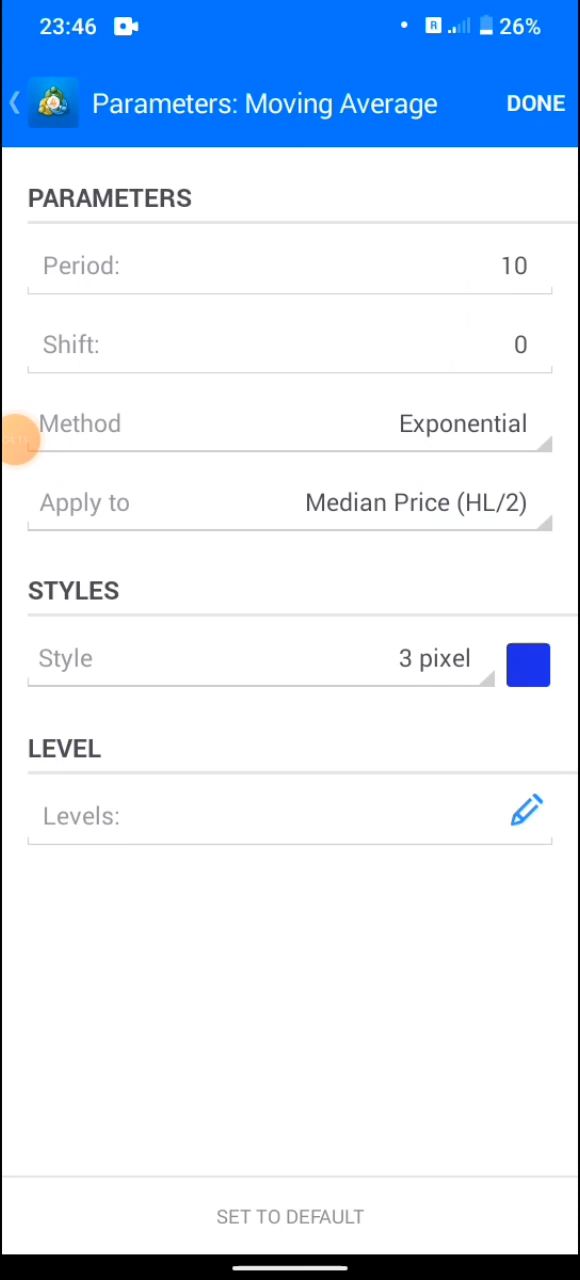 23:46 R 26%
Parameters: Moving Average DONE
PARAMETERS
Period: 10
Shift: 0
Method Exponential
Apply to Median Price (HL/2)
STYLES
Style 3 pixel
LEVEL
Levels:
SET TO DEFAULT